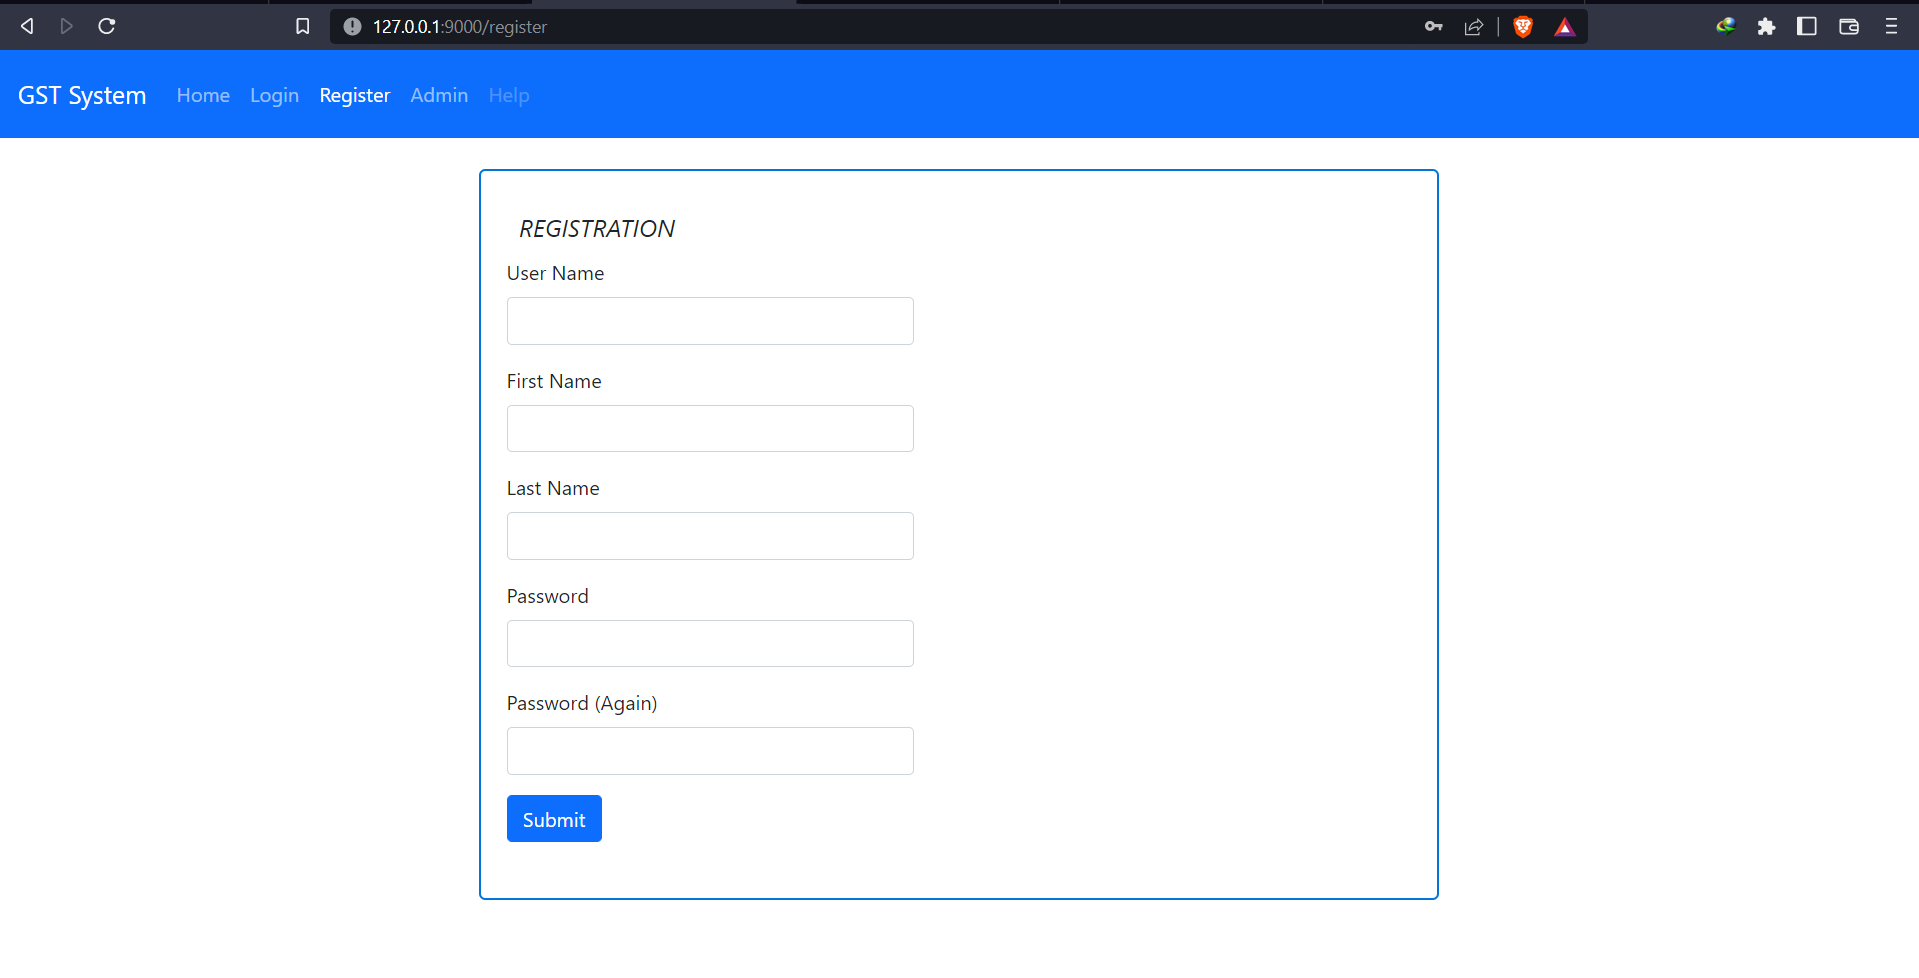 127.0.0.1:9000/register
GST System Home Login Register Admin Help
REGISTRATION
User Name
First Name
Last Name
Password
Password (Again)
Submit